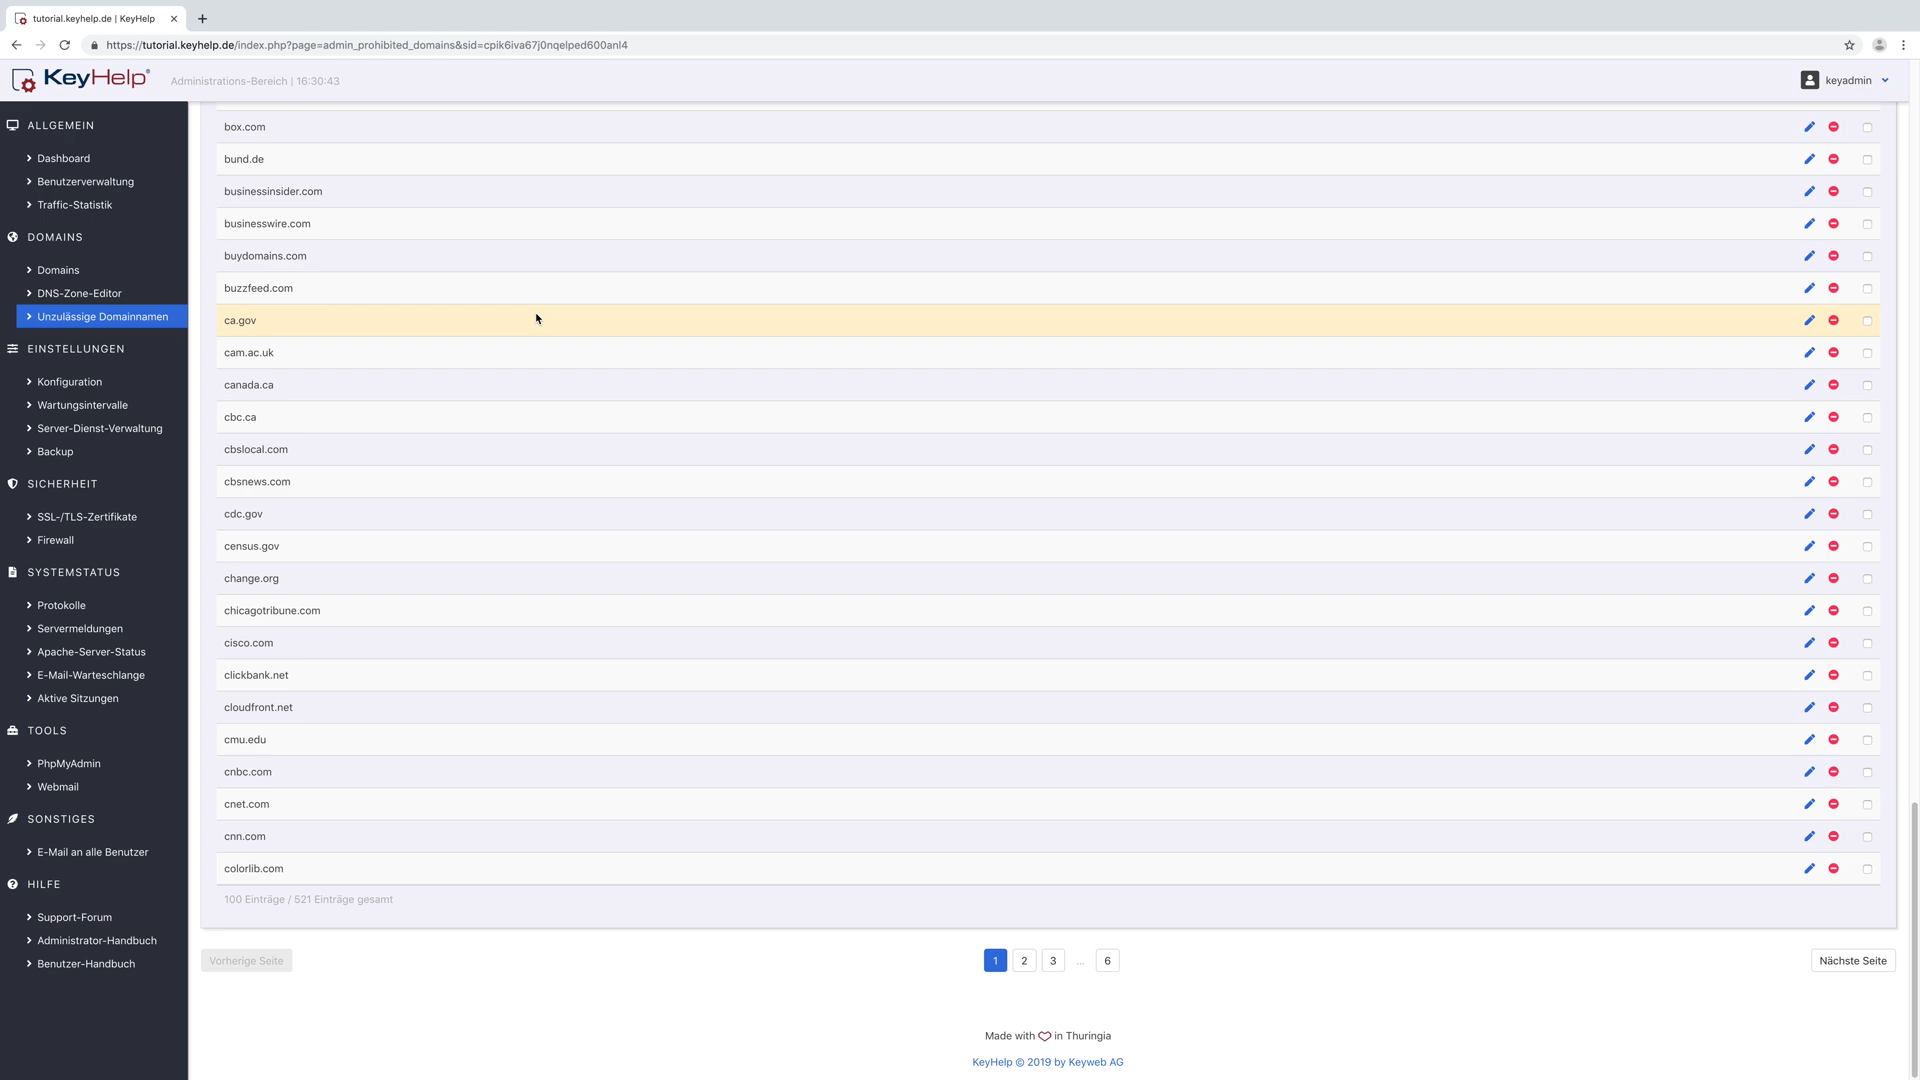 tutorial.keyhelp.de | KeyHelp
https://tutorial.keyhelp.de/index.php?page=admin_prohibited_domains&sid=cpik6iva67j0nqelped600anl4
KeyHelp Administrations-Bereich | 16:30:43 keyadmin
ALLGEMEIN
Dashboard
Benutzerverwaltung
Traffic-Statistik
DOMAINS
Domains
DNS-Zone-Editor
Unzulässige Domainnamen
EINSTELLUNGEN
Konfiguration
Wartungsintervalle
Server-Dienst-Verwaltung
Backup
SICHERHEIT
SSL-/TLS-Zertifikate
Firewall
SYSTEMSTATUS
Protokolle
Servermeldungen
Apache-Server-Status
E-Mail-Warteschlange
Aktive Sitzungen
TOOLS
PhpMyAdmin
Webmail
SONSTIGES
E-Mail an alle Benutzer
HILFE
Support-Forum
Administrator-Handbuch
Benutzer-Handbuch
box.com
bund.de
businessinsider.com
businesswire.com
buydomains.com
buzzfeed.com
ca.gov
cam.ac.uk
canada.ca
cbc.ca
cbslocal.com
cbsnews.com
cdc.gov
census.gov
change.org
chicagotribune.com
cisco.com
clickbank.net
cloudfront.net
cmu.edu
cnbc.com
cnet.com
cnn.com
colorlib.com
100 Einträge / 521 Einträge gesamt
Vorherige Seite 1 2 3 ... 6 Nächste Seite
Made with in Thuringia
KeyHelp © 2019 by Keyweb AG